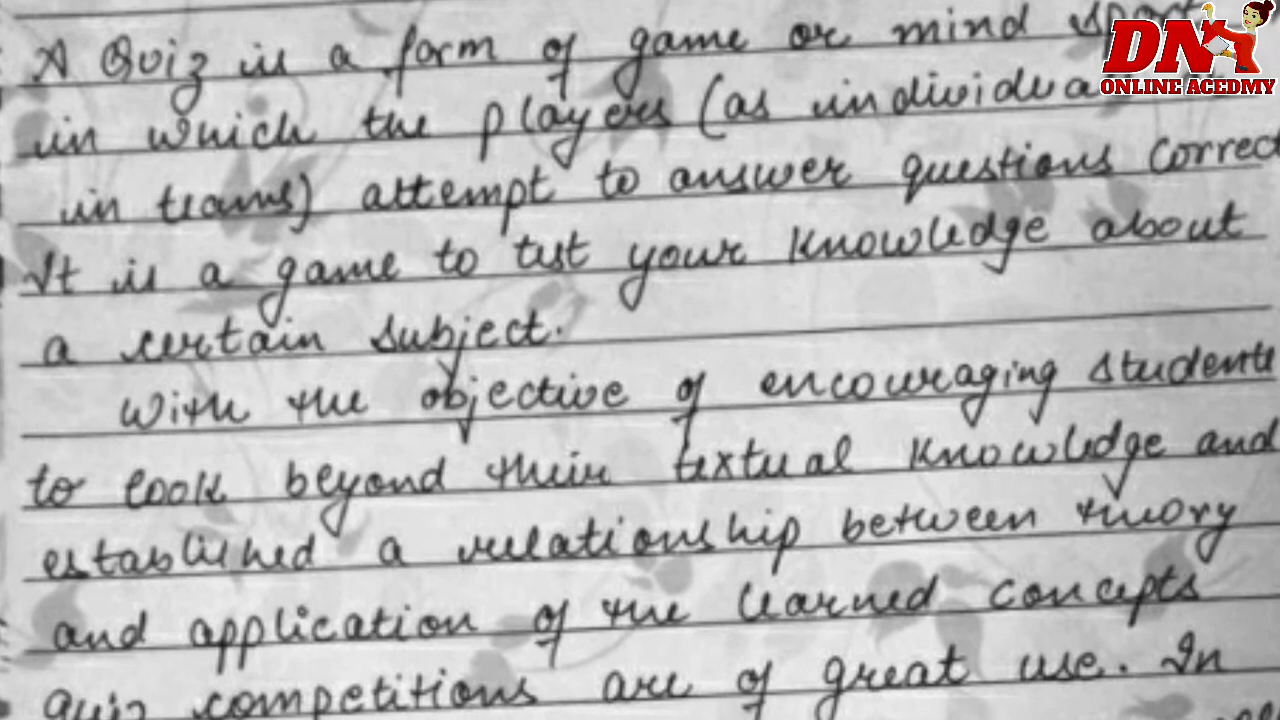 A Quiz is a form of game or mind
DN
ONLINE ACEDMY
in which the players (as individua
in teams) attempt to answer questions Correc
It is a game to test your knowledge about
a certain subject.
With the objective of encouraging students
to look beyond their textual knowledge and
established a relationship between theory
and application of the learned concepts
quiz competitions are of great use. In